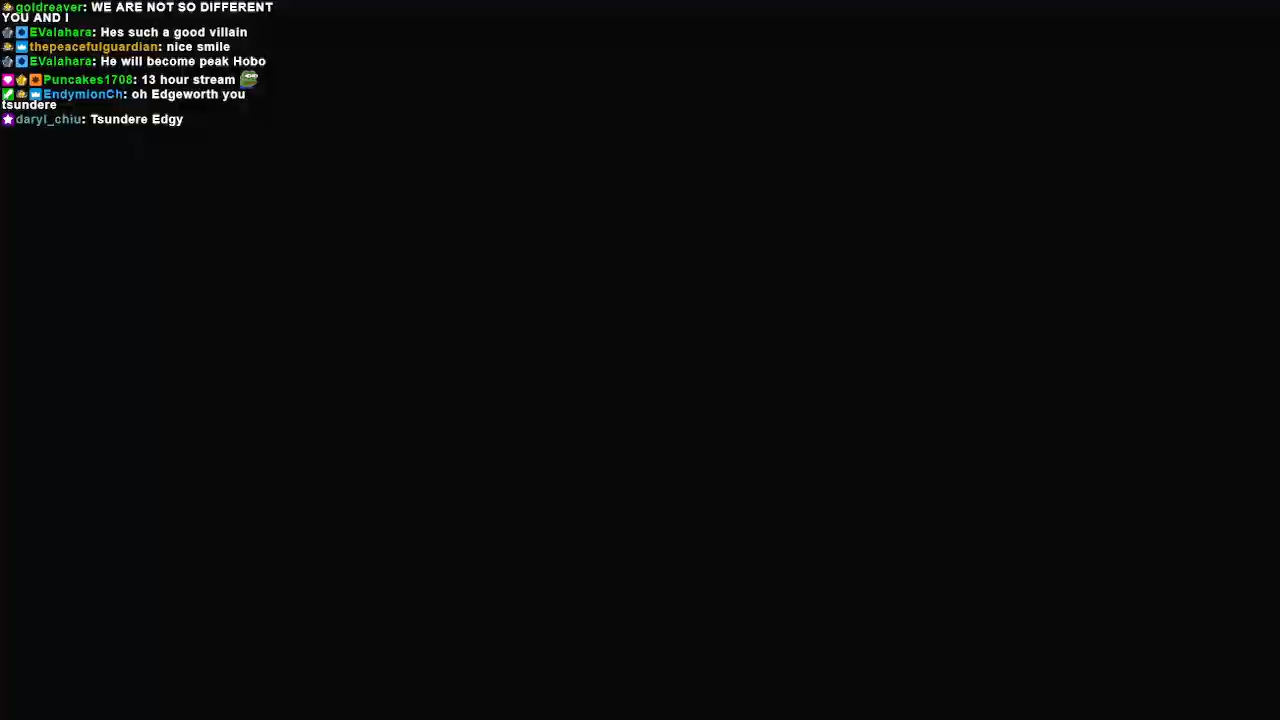 goldreaver: WE ARE NOT SO DIFFERENT
YOU AND I
EValahara: Hes such a good villain
thepeacefulguardian: nice smile
EValahara: He will become peak Hobo
Puncakes1708: 13 hour stream
EndymionCh: oh Edgeworth you
tsundere
daryl_chiu: Tsundere Edgy